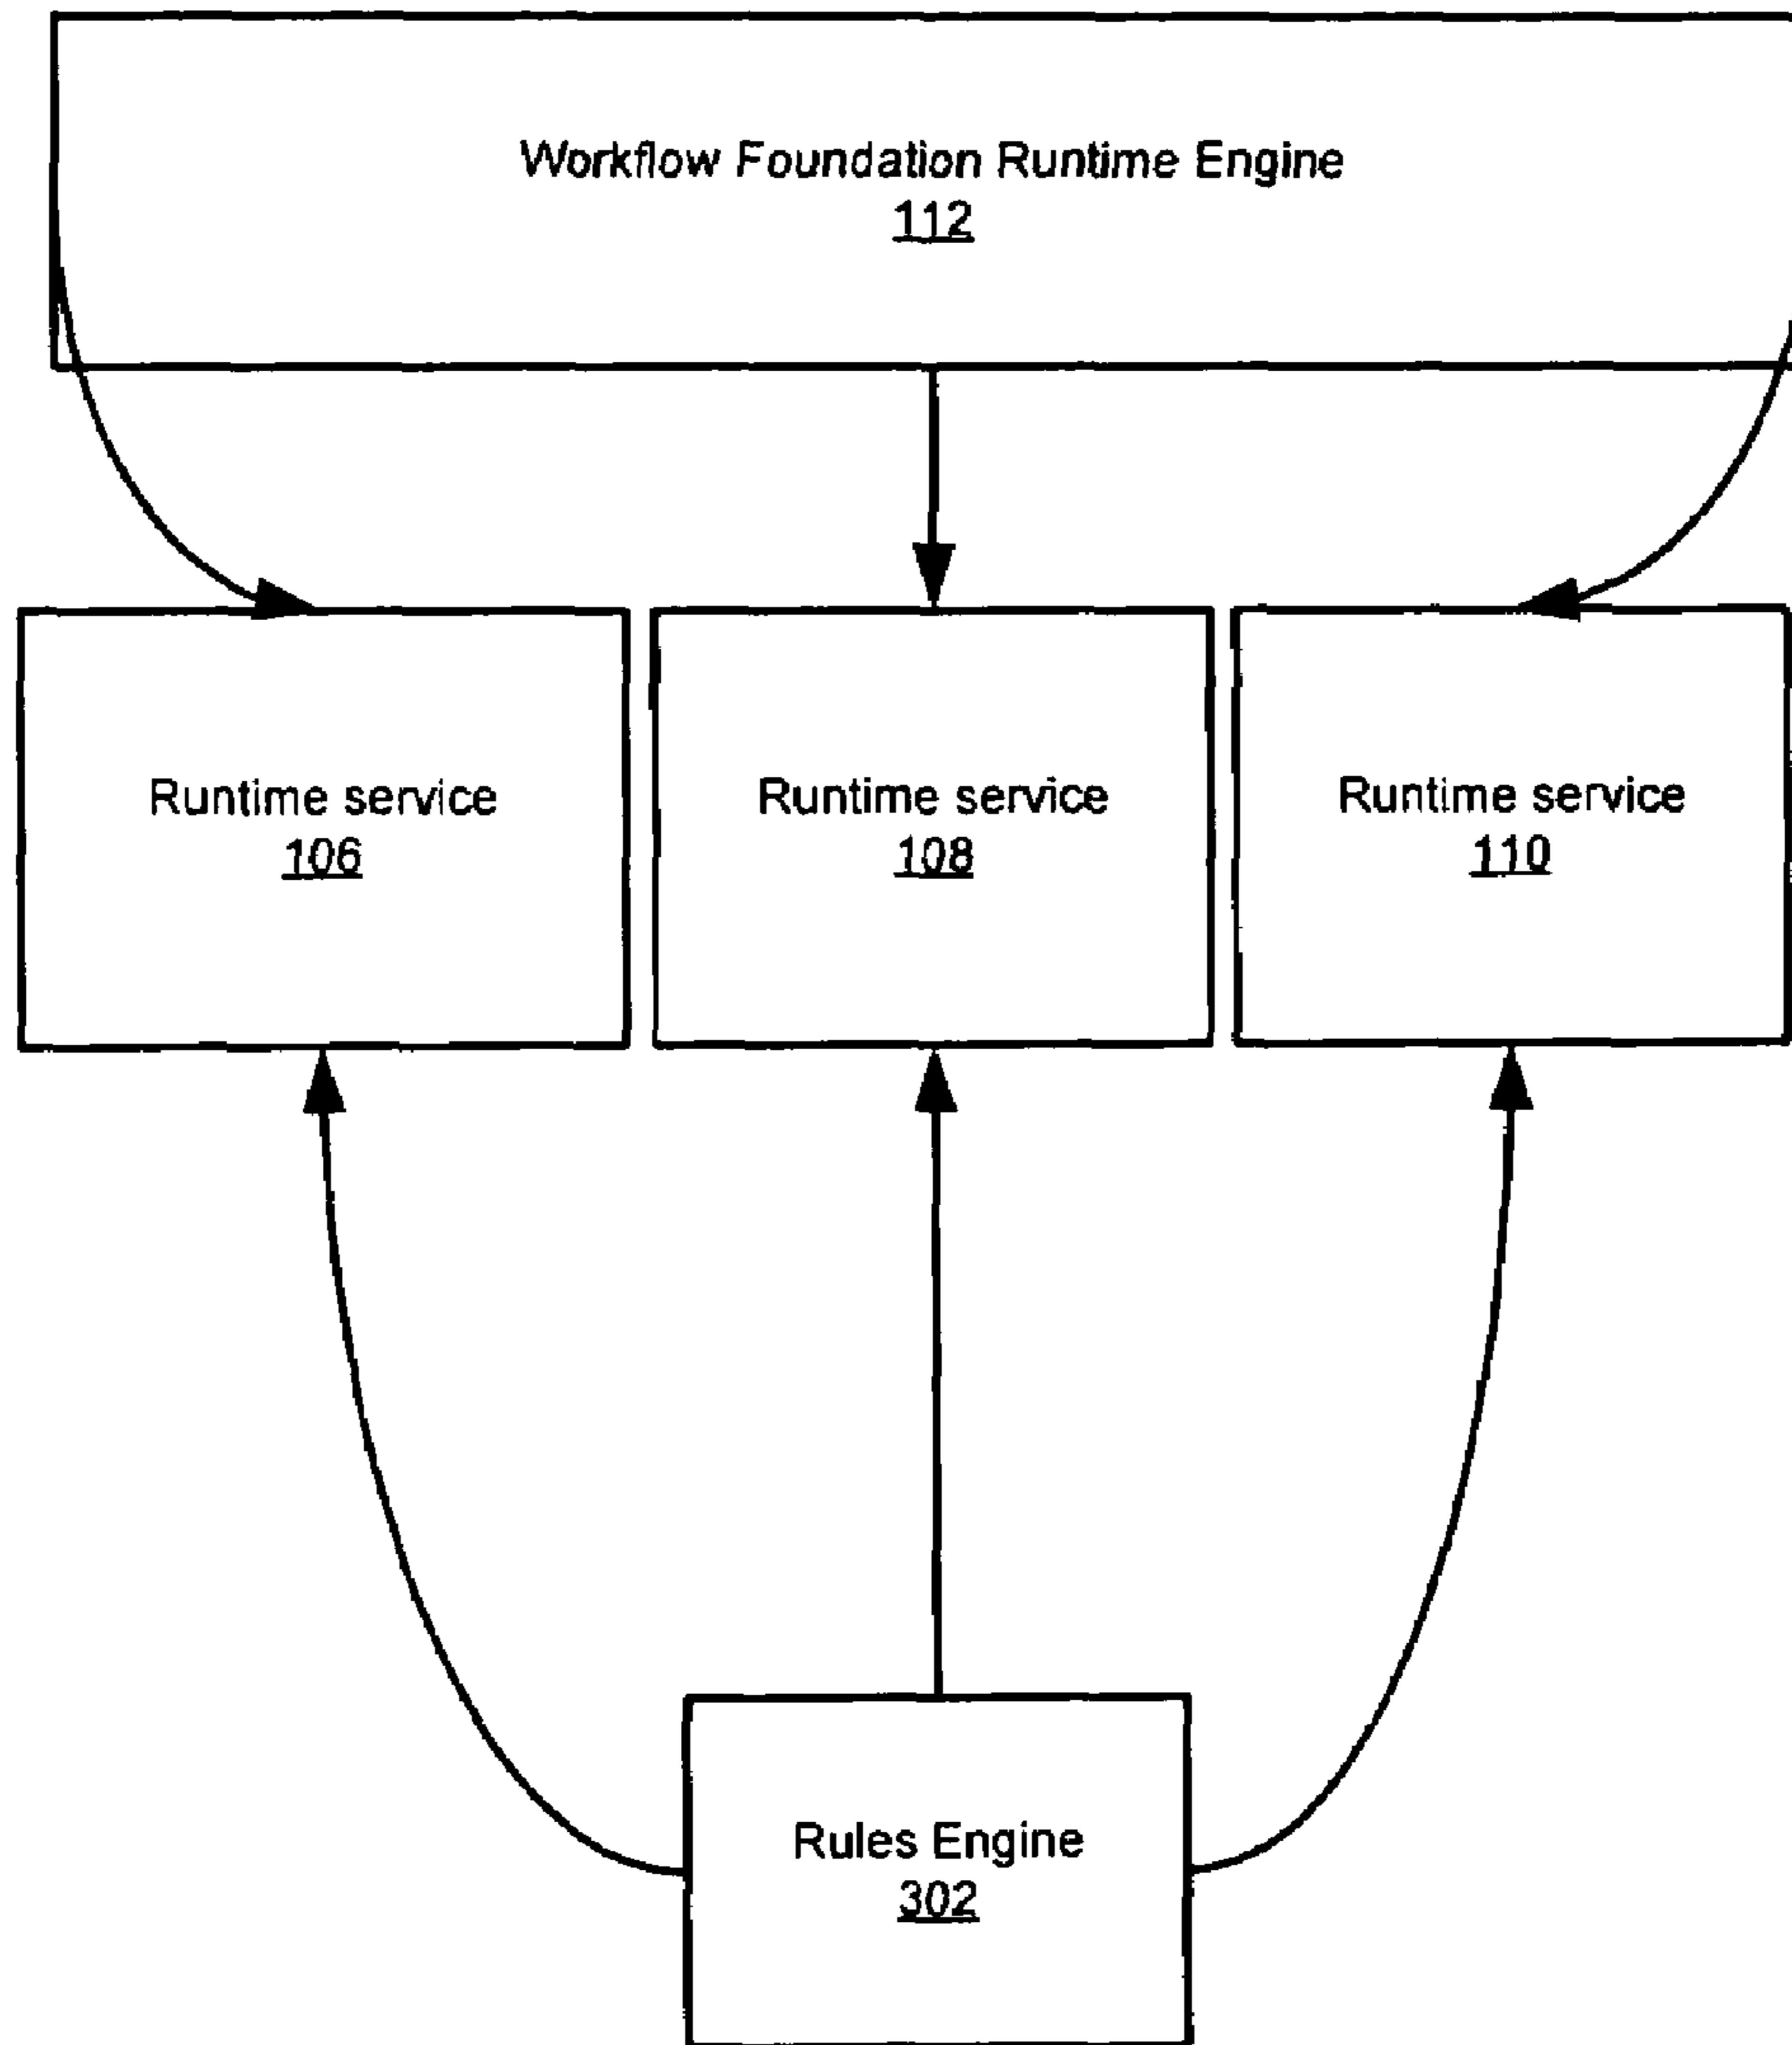 Workflow Foundation Runtime Engine
112
Runtime service
106
Runtime service
108
Runtime service
110
Rules Engine
302